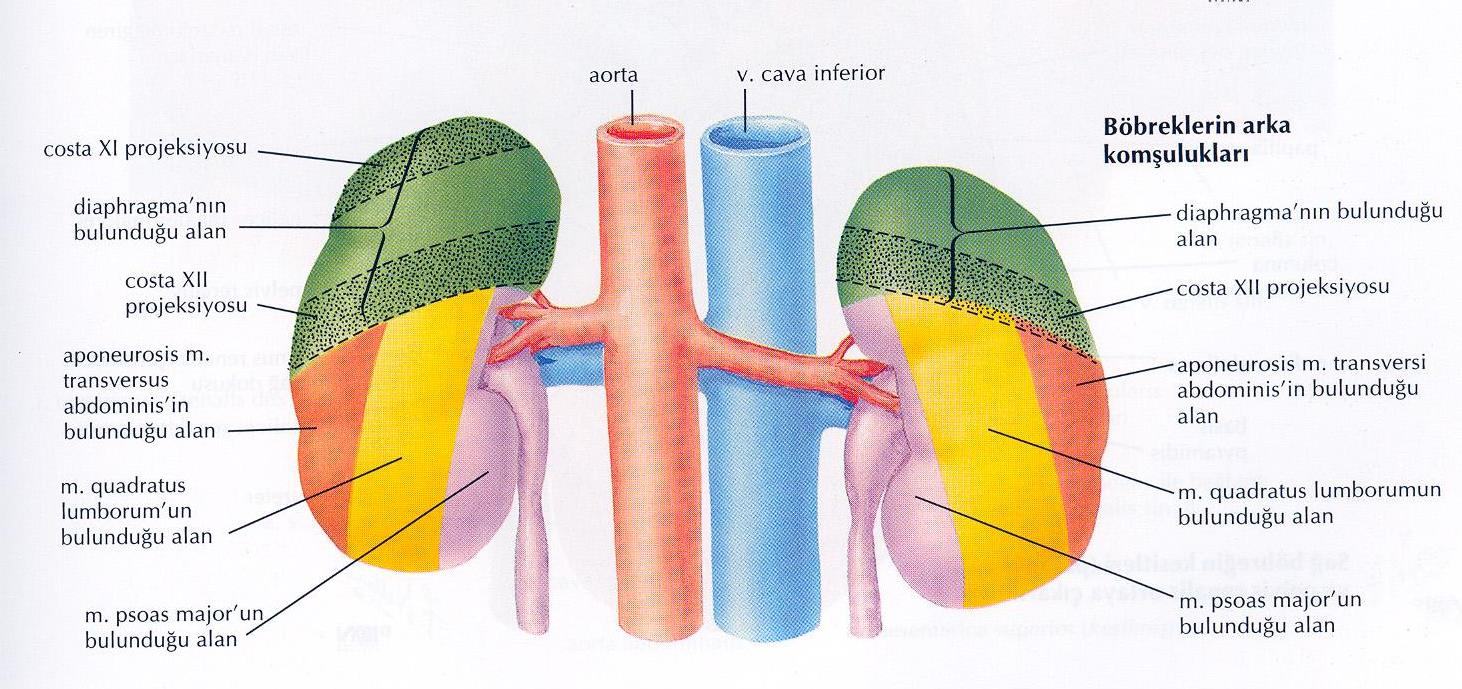 aorta
v. cava inferior
Böbreklerin arka
komşulukları
costa XI projeksiyosu
diaphragma’nın
bulunduğu alan
costa XII
projeksiyosu
aponeurosis m.
transversus
abdominis’in
bulunduğu alan
m. quadratus
lumborum’un
bulunduğu alan
m. psoas major’un
bulunduğu alan
diaphragma’nın bulunduğu
alan
costa XII projeksiyosu
aponeurosis m. transversi
abdominis’in bulunduğu
alan
m. quadratus lumborumun
bulunduğu alan
m. psoas major’un
bulunduğu alan